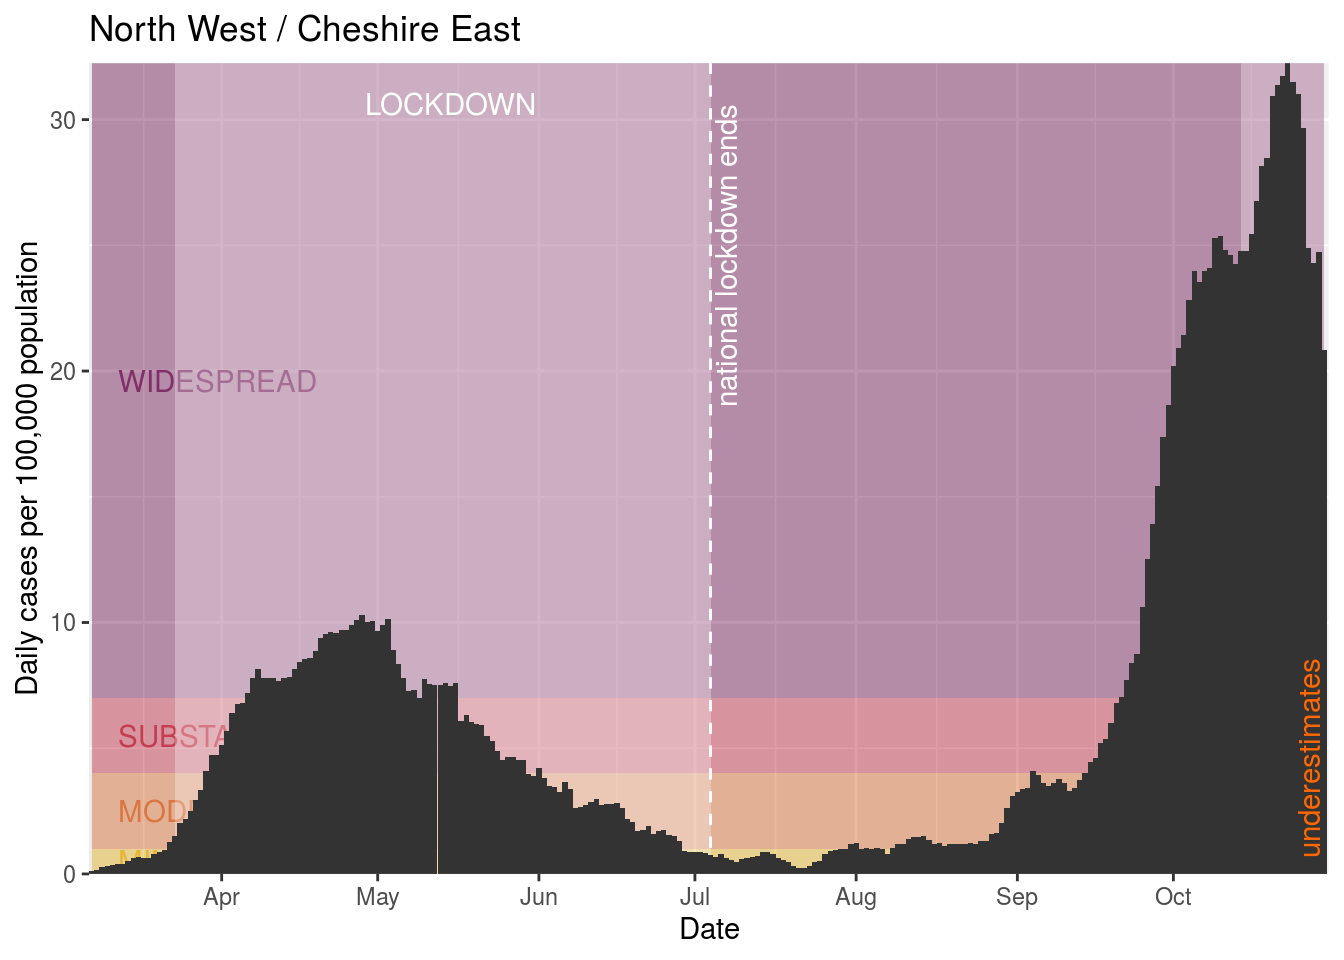 North West / Cheshire East
LOCKDOWN
national lockdown ends
WIDESPREAD
SUBSTA
MOD
underestimates
Daily cases per 100,000 population
30
20
10
0
Apr
May
Jun
Jul
Aug
Sep
Oct
Date